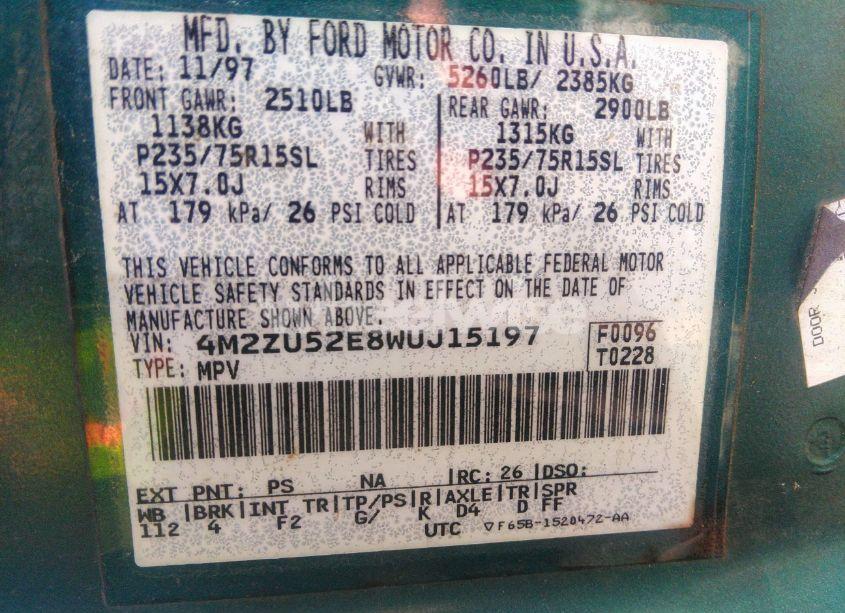 MFD. BY FORD MOTOR CO. IN U.S.A.
DATE: 11/97 GVWR: 5260LB/ 2385KG
FRONT GAWR: 2510LB REAR GAWR: 2900LB
1138KG WITH 1315KG WITH
P235/75R15SL TIRES P235/75R15SL TIRES
15X7.0J RIMS 15X7.0J RIMS
AT 179 kPa/ 26 PSI COLD AT 179 kPa/ 26 PSI COLD
THIS VEHICLE CONFORMS TO ALL APPLICABLE FEDERAL MOTOR
VEHICLE SAFETY STANDARDS IN EFFECT ON THE DATE OF
MANUFACTURE SHOWN ABOVE.
VIN: 4M2ZU52E8WUJ15197 F0096
TYPE: MPV T0228
EXT PNT: PS NA RC: 26 DSO:
WB BRK INT TR TP/PS R AXLE TR SPR
112 4 F2 G/ K D4 D FF
UTC F65B-1520472-AA
DOOR